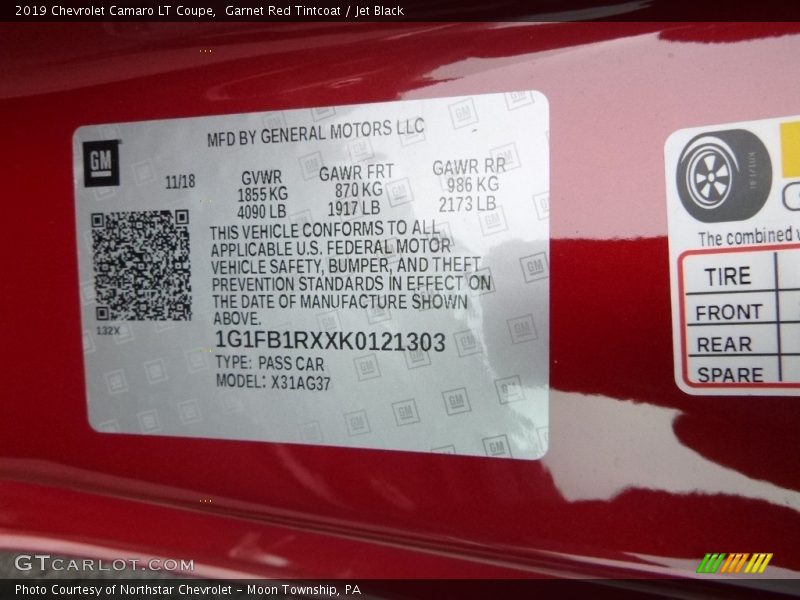 2019 Chevrolet Camaro LT Coupe,  Garnet Red Tintcoat / Jet Black
MFD BY GENERAL MOTORS LLC
GM
11/18
GVWR GAWR FRT GAWR RR
1855 KG 870 KG 986 KG
4090 LB 1917 LB 2173 LB
THIS VEHICLE CONFORMS TO ALL
APPLICABLE U.S. FEDERAL MOTOR
VEHICLE SAFETY, BUMPER, AND THEFT
PREVENTION STANDARDS IN EFFECT ON
THE DATE OF MANUFACTURE SHOWN
ABOVE.
132X
1G1FB1RXXK0121303
TYPE: PASS CAR
MODEL: X31AG37
The combined
TIRE
FRONT
REAR
SPARE
GTCARLOT.COM
Photo Courtesy of Northstar Chevrolet – Moon Township, PA